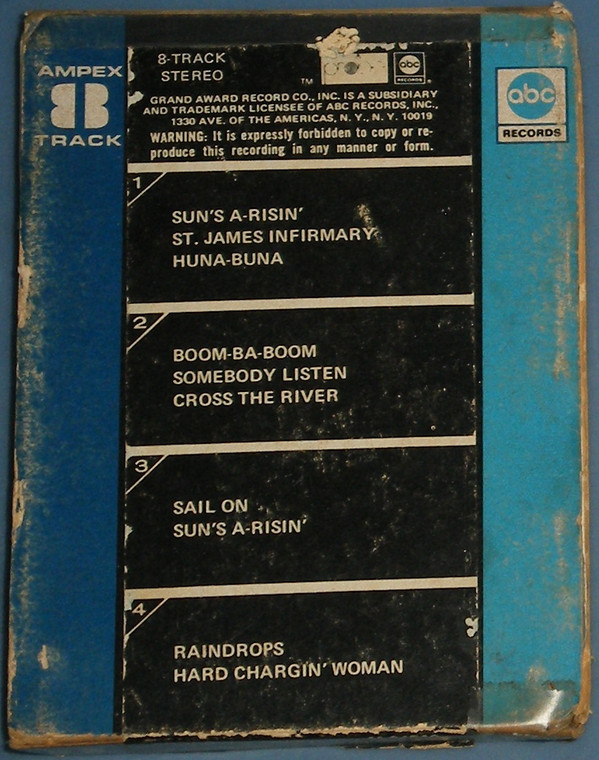 AMPEX
8
TRACK
8-TRACK
STEREO
TM
abc
RECORDS
GRAND AWARD RECORD CO., INC. IS A SUBSIDIARY
AND TRADEMARK LICENSEE OF ABC RECORDS, INC.,
1330 AVE. OF THE AMERICAS, N.Y., N.Y. 10019
WARNING: It is expressly forbidden to copy or re-
produce this recording in any manner or form.
abc
RECORDS
1
SUN'S A-RISIN'
ST. JAMES INFIRMARY
HUNA-BUNA
2
BOOM-BA-BOOM
SOMEBODY LISTEN
CROSS THE RIVER
3
SAIL ON
SUN'S A-RISIN'
4
RAINDROPS
HARD CHARGIN' WOMAN